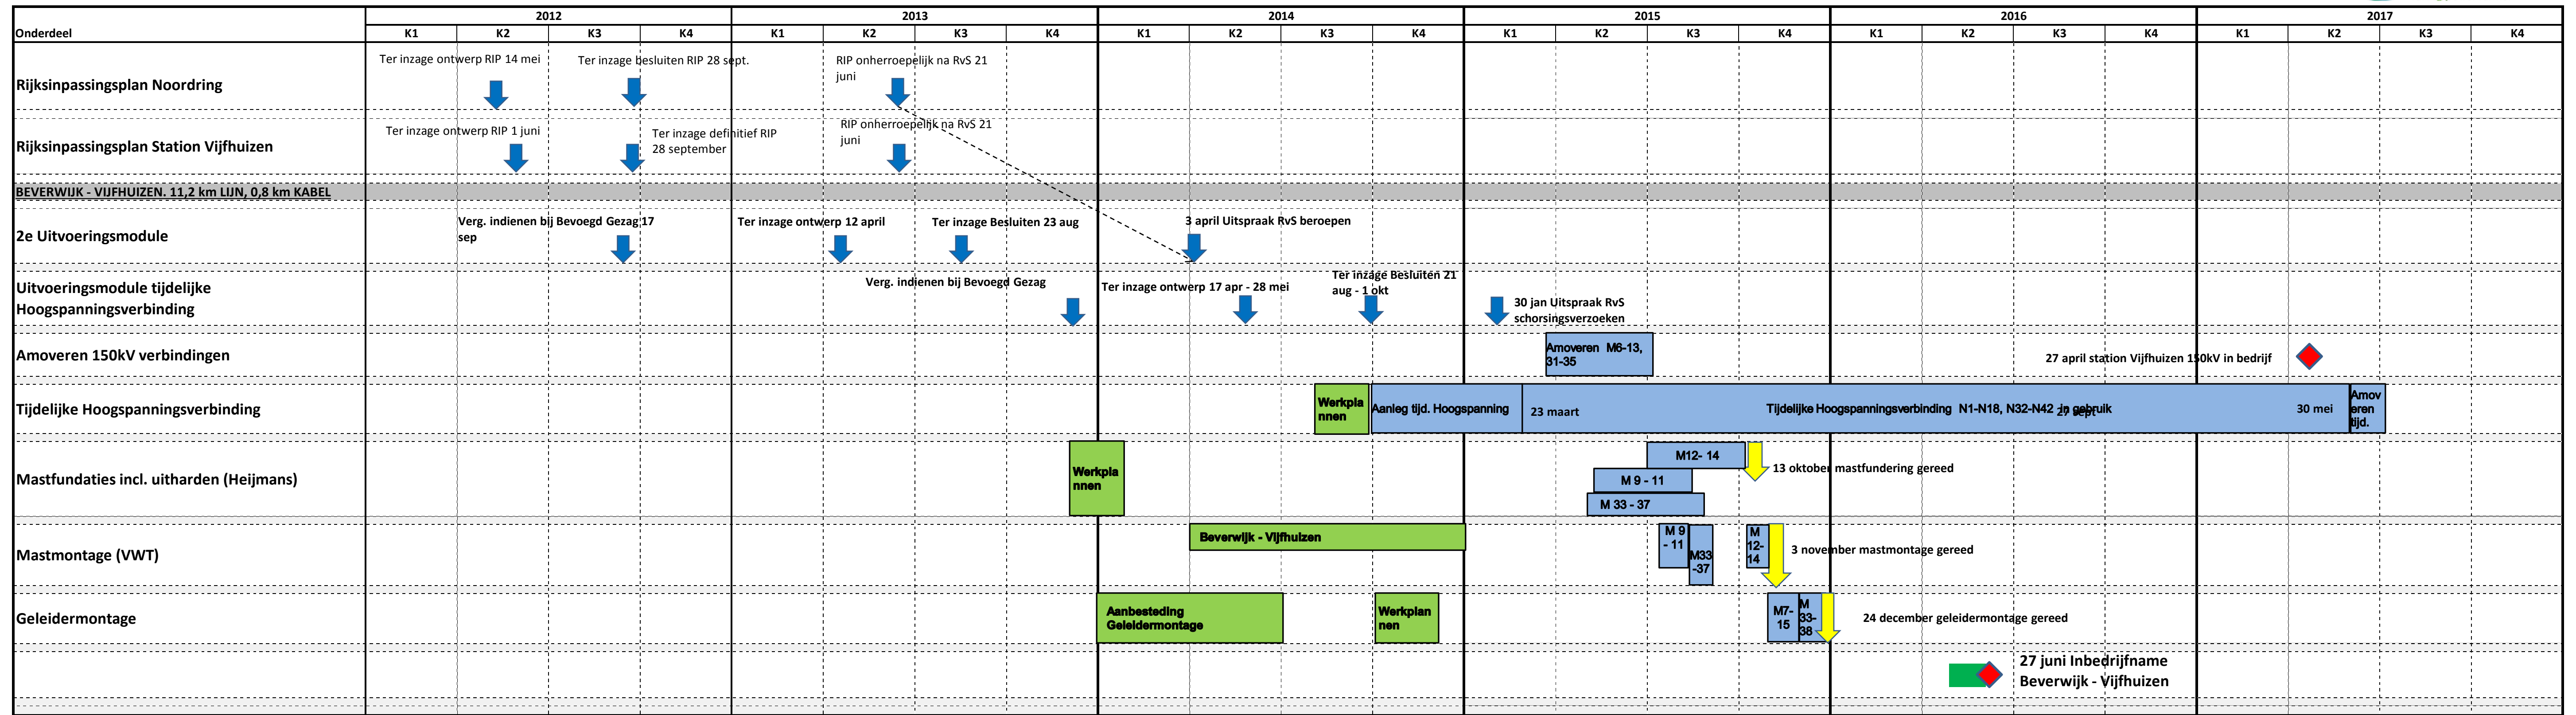 2012 2013 2014 2015 2016 2017
Onderdeel K1 K2 K3 K4 K1 K2 K3 K4 K1 K2 K3 K4 K1 K2 K3 K4 K1 K2 K3 K4 K1 K2 K3 K4
Rijksinpassingsplan Noordring
Ter inzage ontwerp RIP 14 mei
Ter inzage besluiten RIP 28 sept.
RIP onherroepelijk na RvS 21
juni
Rijksinpassingsplan Station Vijfhuizen
Ter inzage ontwerp RIP 1 juni
Ter inzage definitief RIP
28 september
RIP onherroepelijk na RvS 21
juni
BEVERWIJK - VIJFHUIZEN. 11,2 km LIJN, 0,8 km KABEL
2e Uitvoeringsmodule
Verg. indienen bij Bevoegd Gezag 17
sep
Ter inzage ontwerp 12 april
Ter inzage Besluiten 23 aug
3 april Uitspraak RvS beroepen
Uitvoeringsmodule tijdelijke
Hoogspanningsverbinding
Verg. indienen bij Bevoegd Gezag
Ter inzage ontwerp 17 apr - 28 mei
Ter inzage Besluiten 21
aug - 1 okt
30 jan Uitspraak RvS
schorsingsverzoeken
Amoveren 150kV verbindingen
Amoveren M6-13,
31-35
27 april station Vijfhuizen 150kV in bedrijf
Tijdelijke Hoogspanningsverbinding
Werkpla
nnen
Aanleg tijd. Hoogspanning
23 maart
Tijdelijke Hoogspanningsverbinding N1-N18, N32-N42 in gebruik
27 sept
30 mei
Amov
eren
tijd.
Mastfundaties incl. uitharden (Heijmans)
Werkpla
nnen
M12- 14
M 9 - 11
M 33 - 37
13 oktober mastfundering gereed
Mastmontage (VWT)
Beverwijk - Vijfhuizen
M 9
- 11
M33
-37
M
12-
14
3 november mastmontage gereed
Geleidermontage
Aanbesteding
Geleidermontage
Werkplan
nen
M7-
15
M
33-
38
24 december geleidermontage gereed
27 juni Inbedrijfname
Beverwijk - Vijfhuizen